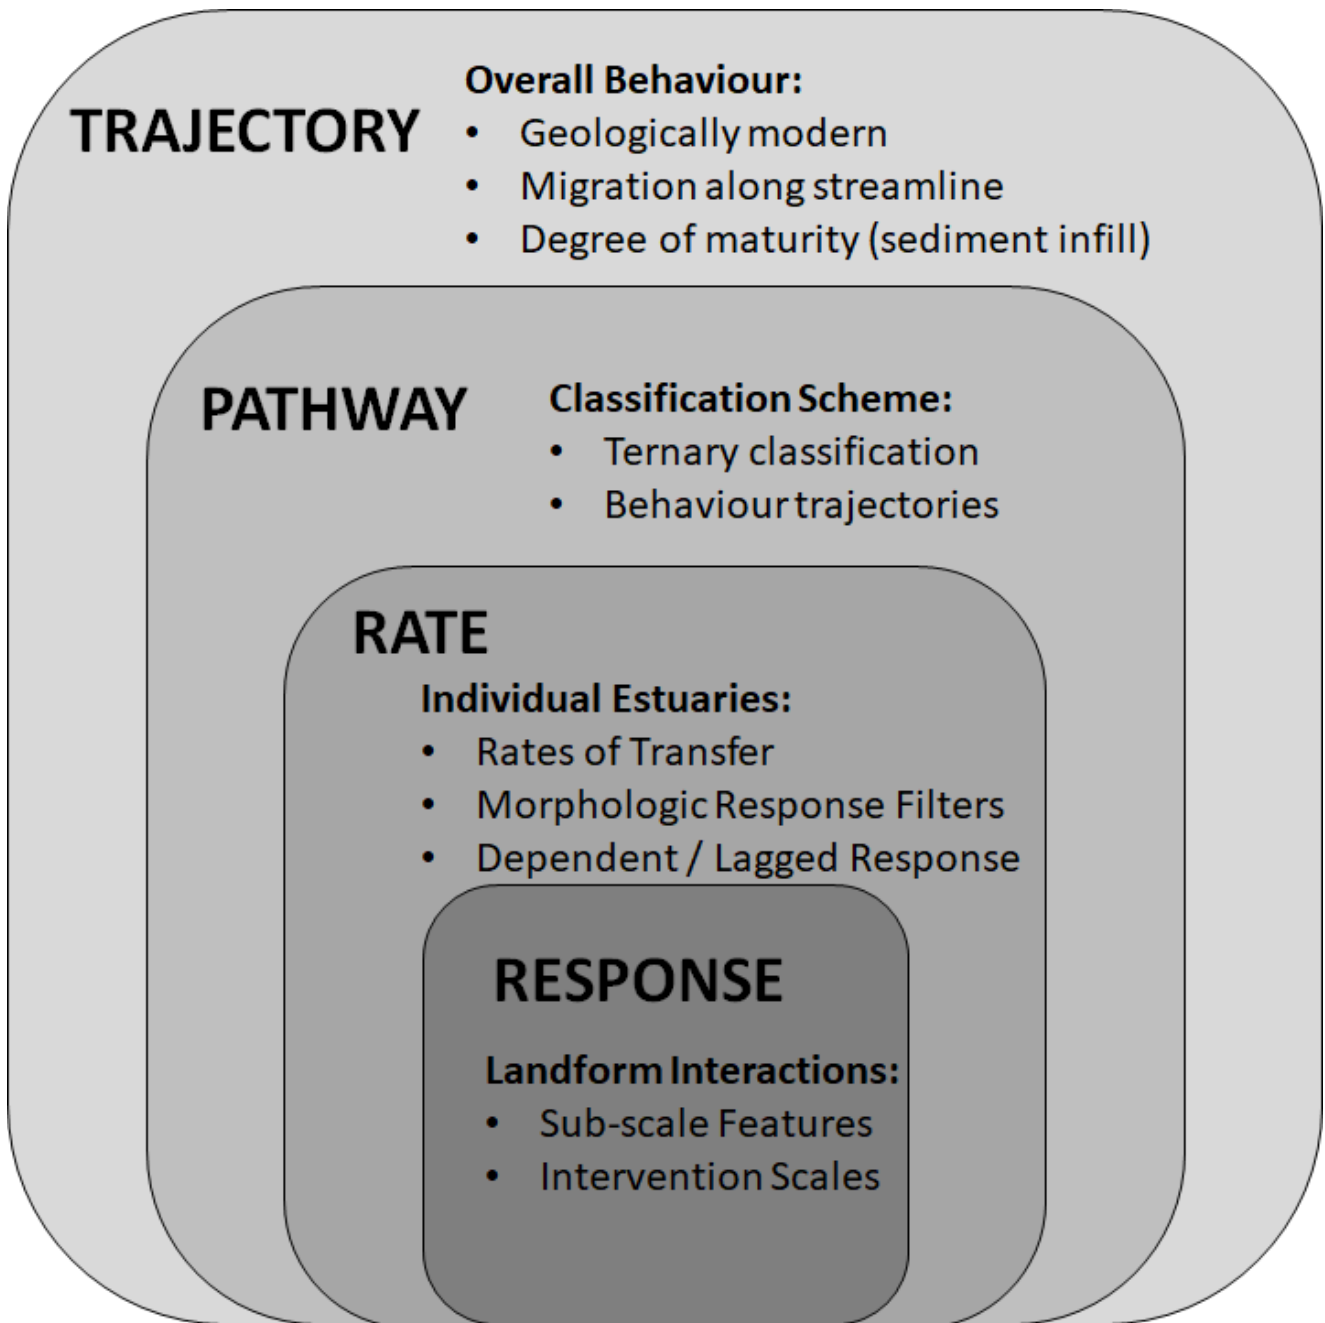 TRAJECTORY
Overall Behaviour:
• Geologically modern
• Migration along streamline
• Degree of maturity (sediment infill)
PATHWAY
Classification Scheme:
• Ternary classification
• Behaviour trajectories
RATE
Individual Estuaries:
• Rates of Transfer
• Morphologic Response Filters
• Dependent / Lagged Response
RESPONSE
Landform Interactions:
• Sub-scale Features
• Intervention Scales